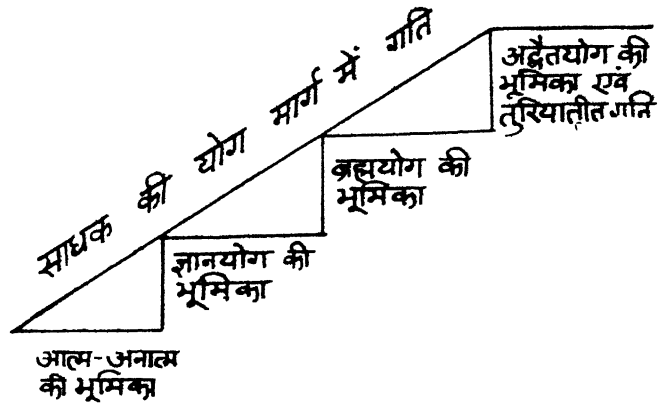 साधक की योग मार्ग में गति
अद्वैतयोग की
भूमिका एवं
तुरियातीत गति
ब्रह्मयोग की
भूमिका
ज्ञानयोग की
भूमिका
आत्म-अनात्म
की भूमिका